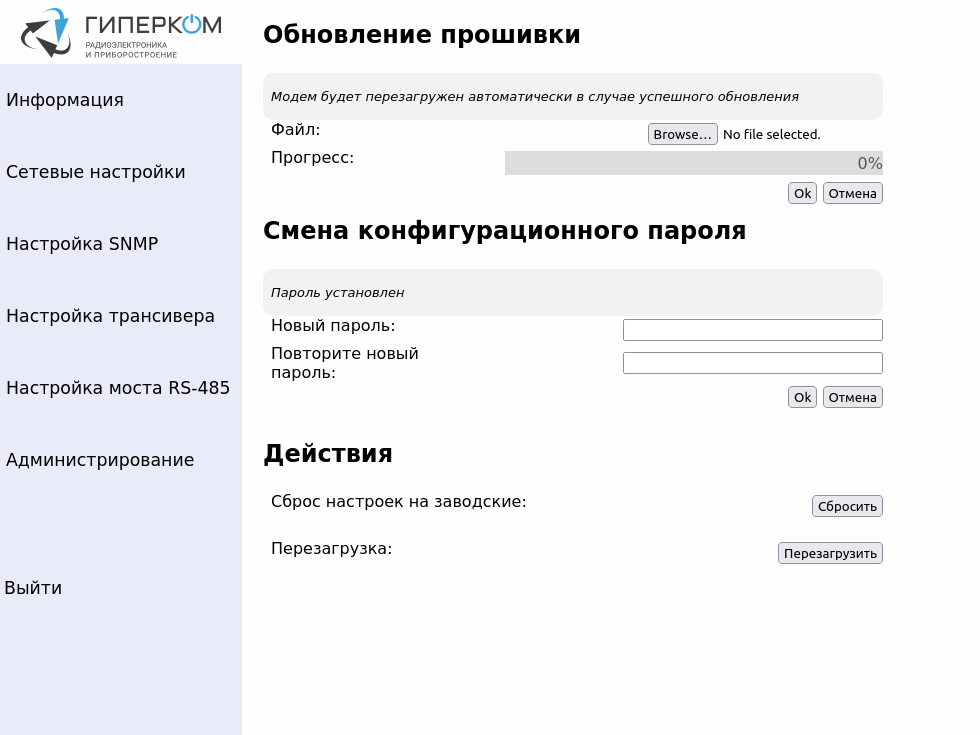 ГИПЕРКОМ
РАДИОЭЛЕКТРОНИКА
И ПРИБОРОСТРОЕНИЕ
Информация
Сетевые настройки
Настройка SNMP
Настройка трансивера
Настройка моста RS-485
Администрирование
Выйти
Обновление прошивки
Модем будет перезагружен автоматически в случае успешного обновления
Файл: Browse... No file selected.
Прогресс: 0%
Ok Отмена
Смена конфигурационного пароля
Пароль установлен
Новый пароль:
Повторите новый
пароль:
Ok Отмена
Действия
Сброс настроек на заводские: Сбросить
Перезагрузка: Перезагрузить